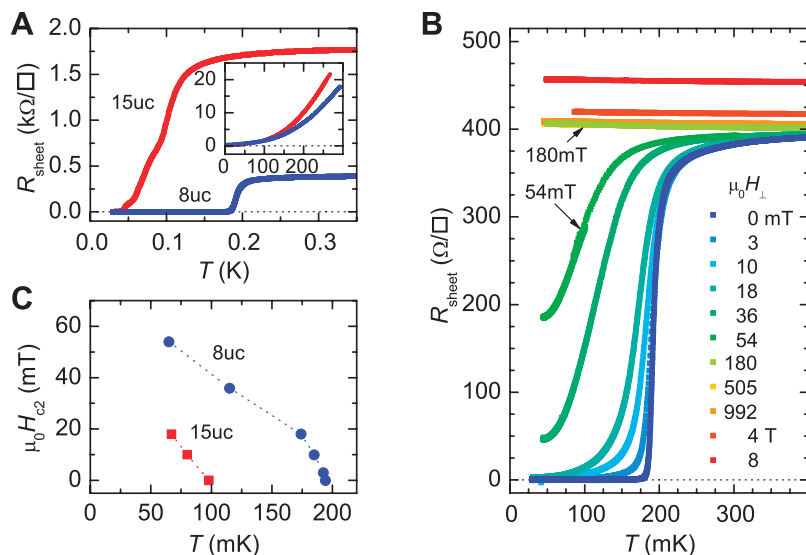 A
R_sheet (kΩ/□)
2.0
1.5
1.0
0.5
0.0
15uc
8uc
20
10
0
0 100 200
0.0 0.1 0.2 0.3
T (K)
C
μ₀H_c2 (mT)
60
40
20
0
8uc
15uc
0 50 100 150 200
T (mK)
B
R_sheet (Ω/□)
500
400
300
200
100
0
180mT
54mT
μ₀H⊥
0 mT
3
10
18
36
54
180
505
992
4 T
8
0 100 200 300
T (mK)